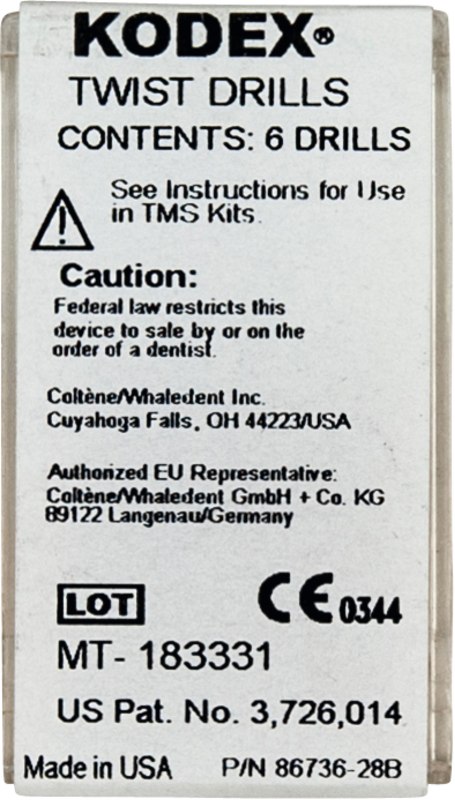 KODEX®
TWIST DRILLS
CONTENTS: 6 DRILLS
See Instructions for Use
in TMS Kits.
Caution:
Federal law restricts this
device to sale by or on the
order of a dentist.
Coltène/Whaledent Inc.
Cuyahoga Falls, OH 44223/USA
Authorized EU Representative:
Coltène/Whaledent GmbH + Co. KG
89122 Langenau/Germany
LOT CE 0344
MT- 183331
US Pat. No. 3,726,014
Made in USA P/N 86736-28B